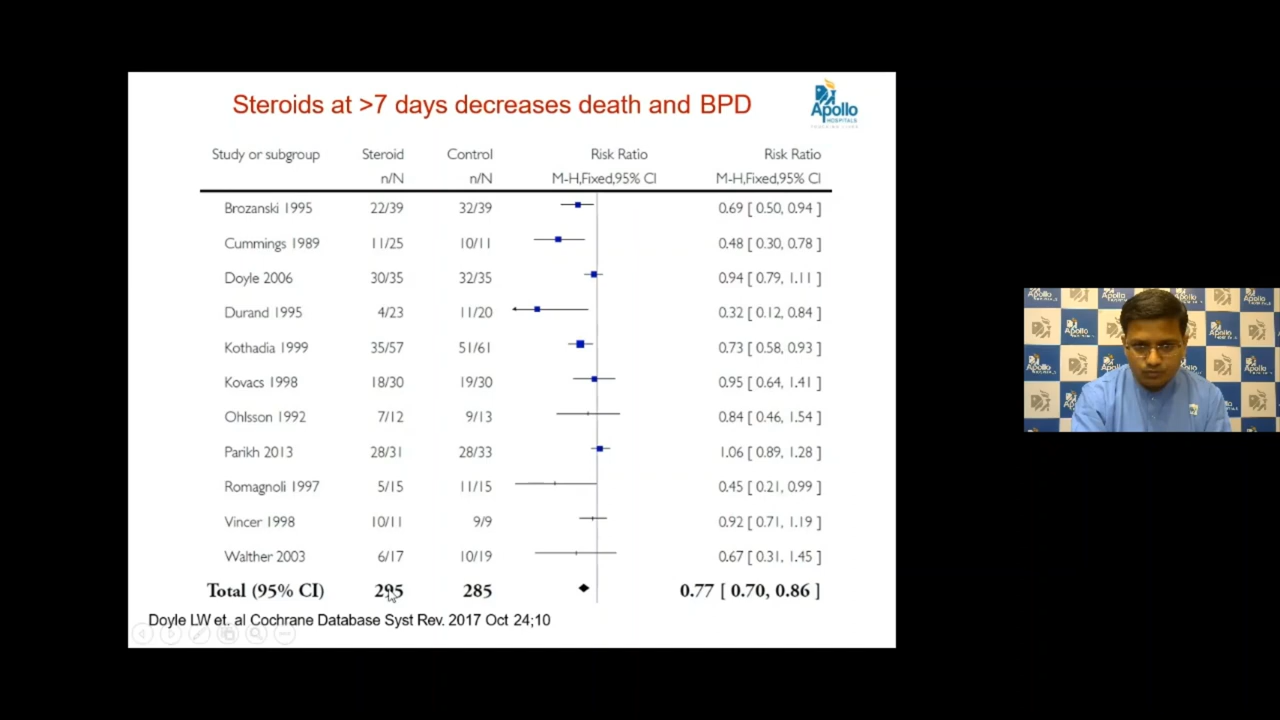 Steroids at >7 days decreases death and BPD
Apollo
HOSPITALS
Study or subgroup Steroid Control Risk Ratio Risk Ratio
n/N n/N M-H,Fixed,95% CI M-H,Fixed,95% CI
Brozanski 1995 22/39 32/39 0.69 [ 0.50, 0.94 ]
Cummings 1989 11/25 10/11 0.48 [ 0.30, 0.78 ]
Doyle 2006 30/35 32/35 0.94 [ 0.79, 1.11 ]
Durand 1995 4/23 11/20 0.32 [ 0.12, 0.84 ]
Kothadia 1999 35/57 51/61 0.73 [ 0.58, 0.93 ]
Kovacs 1998 18/30 19/30 0.95 [ 0.64, 1.41 ]
Ohlsson 1992 7/12 9/13 0.84 [ 0.46, 1.54 ]
Parikh 2013 28/31 28/33 1.06 [ 0.89, 1.28 ]
Romagnoli 1997 5/15 11/15 0.45 [ 0.21, 0.99 ]
Vincer 1998 10/11 9/9 0.92 [ 0.71, 1.19 ]
Walther 2003 6/17 10/19 0.67 [ 0.31, 1.45 ]
Total (95% CI) 295 285 0.77 [ 0.70, 0.86 ]
Doyle LW et. al Cochrane Database Syst Rev. 2017 Oct 24;10